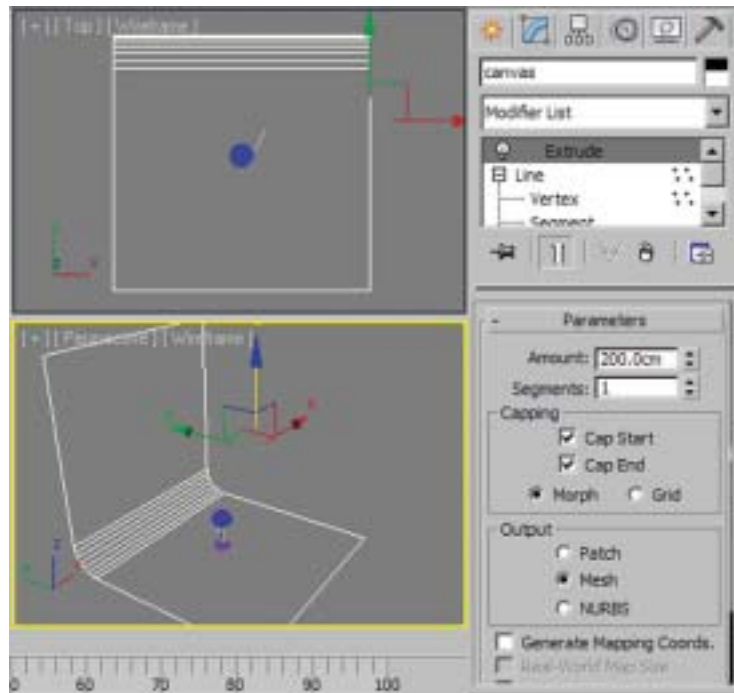 [+] [Top] [Wireframe]
canvas
Modifier List
Extrude
Line
Vertex
Segment
[+] [Perspective] [Wireframe]
- Parameters
Amount: 200.0cm
Segments: 1
Capping
Cap Start
Cap End
Morph Grid
Output
Patch
Mesh
NURBS
Generate Mapping Coords.
Real-World Map Size
60 70 80 90 100